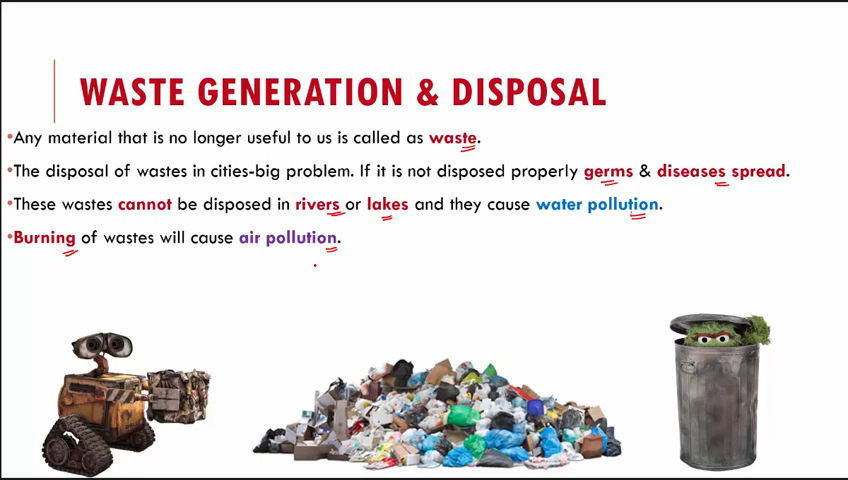 WASTE GENERATION & DISPOSAL
•Any material that is no longer useful to us is called as waste.
•The disposal of wastes in cities-big problem. If it is not disposed properly germs & diseases spread.
•These wastes cannot be disposed in rivers or lakes and they cause water pollution.
•Burning of wastes will cause air pollution.